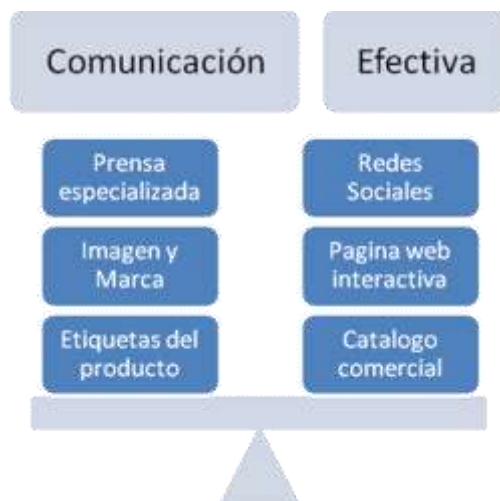 Comunicación
Efectiva
Prensa
especializada
Redes
Sociales
Imagen y
Marca
Pagina web
interactiva
Etiquetas del
producto
Catalogo
comercial